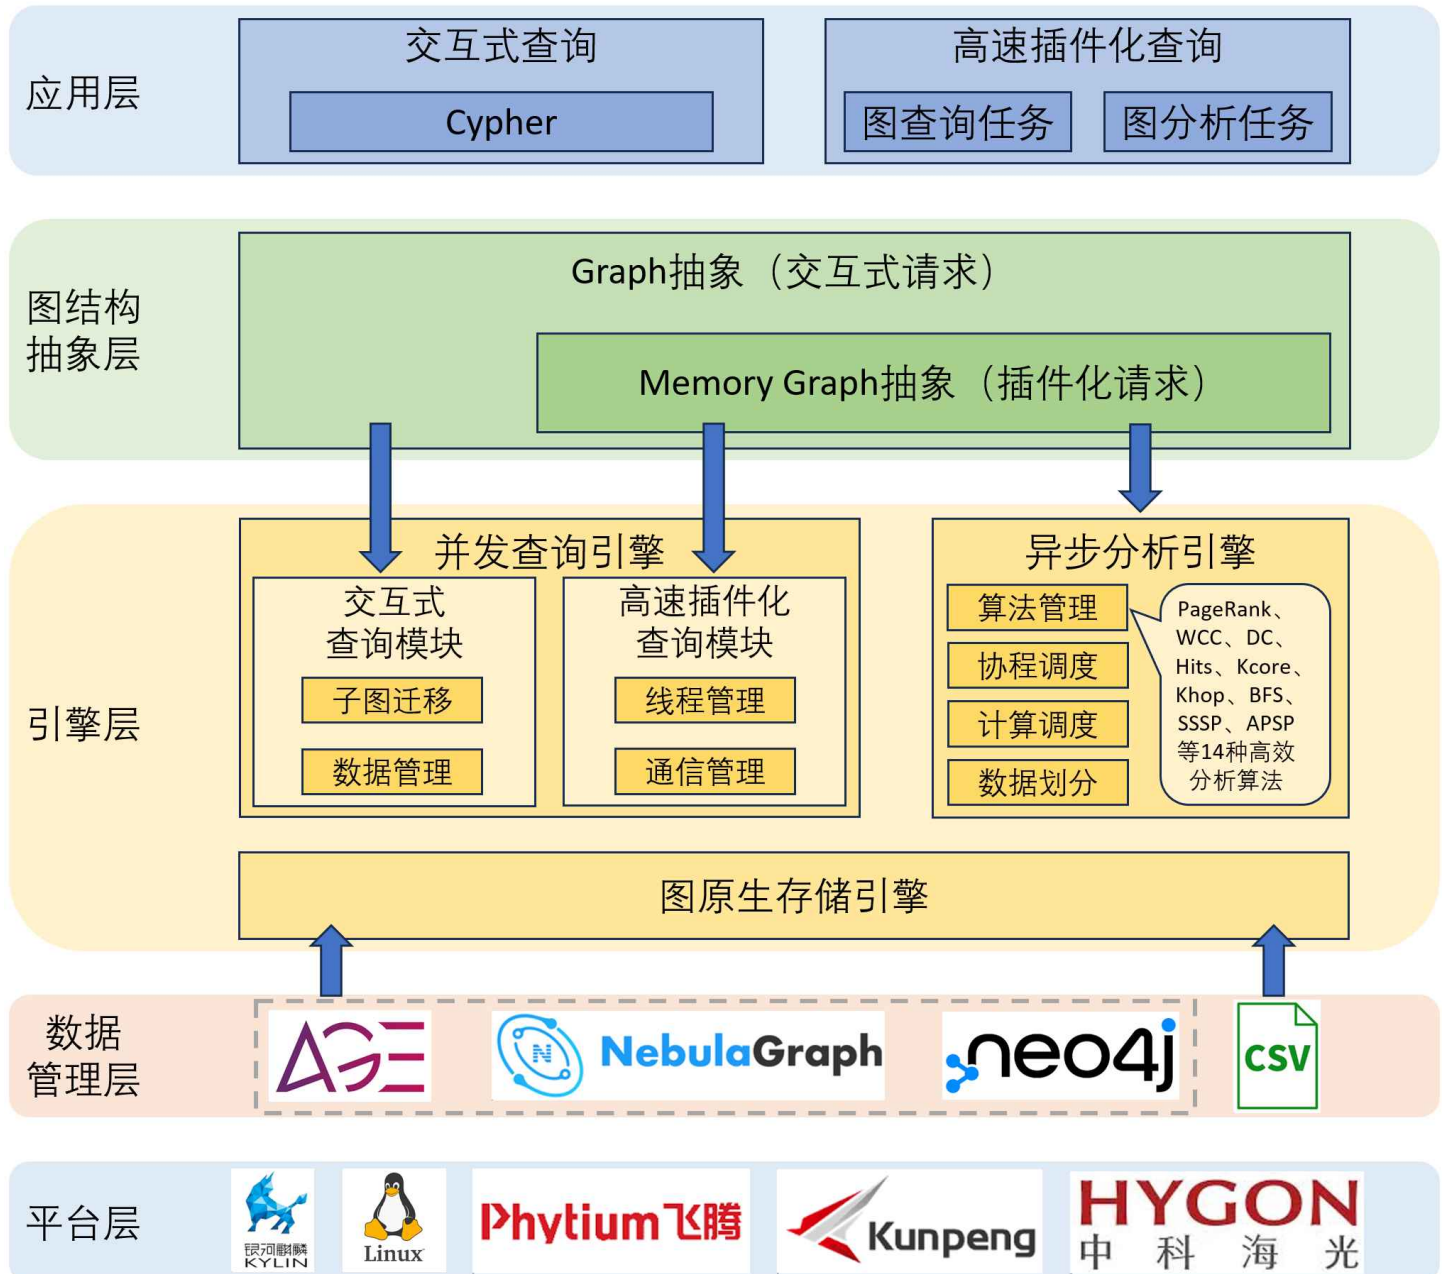 应用层
交互式查询
Cypher
高速插件化查询
图查询任务
图分析任务
图结构
抽象层
Graph抽象（交互式请求）
Memory Graph抽象（插件化请求）
引擎层
并发查询引擎
交互式
查询模块
子图迁移
数据管理
高速插件化
查询模块
线程管理
通信管理
异步分析引擎
算法管理
协程调度
计算调度
数据划分
PageRank、
WCC、DC、
Hits、Kcore、
Khop、BFS、
SSSP、APSP
等14种高效
分析算法
图原生存储引擎
数据
管理层
AGE
N
NebulaGraph
neo4j
CSV
平台层
银河麒麟
KYLIN
Linux
Phytium飞腾
Kunpeng
HYGON
中科海光